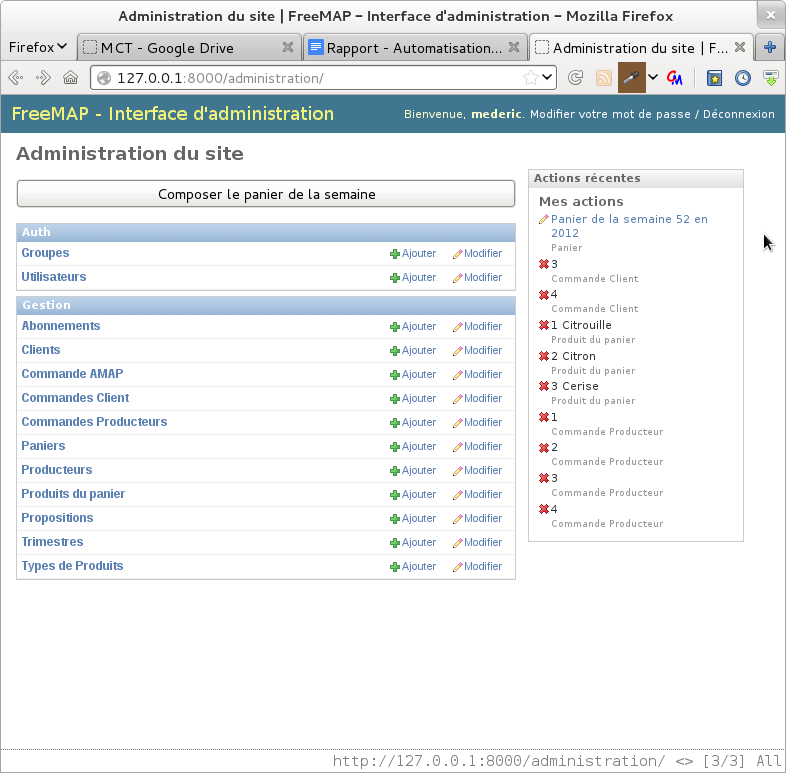 Administration du site | FreeMAP – Interface d'administration – Mozilla Firefox
Firefox
MCT - Google Drive
Rapport - Automatisation...
Administration du site | F...
127.0.0.1:8000/administration/
FreeMAP - Interface d'administration
Bienvenue, mederic. Modifier votre mot de passe / Déconnexion
Administration du site
Composer le panier de la semaine
Auth
Groupes Ajouter Modifier
Utilisateurs Ajouter Modifier
Gestion
Abonnements Ajouter Modifier
Clients Ajouter Modifier
Commande AMAP Ajouter Modifier
Commandes Client Ajouter Modifier
Commandes Producteurs Ajouter Modifier
Paniers Ajouter Modifier
Producteurs Ajouter Modifier
Produits du panier Ajouter Modifier
Propositions Ajouter Modifier
Trimestres Ajouter Modifier
Types de Produits Ajouter Modifier
Actions récentes
Mes actions
Panier de la semaine 52 en
2012
Panier
3
Commande Client
4
Commande Client
1 Citrouille
Produit du panier
2 Citron
Produit du panier
3 Cerise
Produit du panier
1
Commande Producteur
2
Commande Producteur
3
Commande Producteur
4
Commande Producteur
http://127.0.0.1:8000/administration/ <> [3/3] All